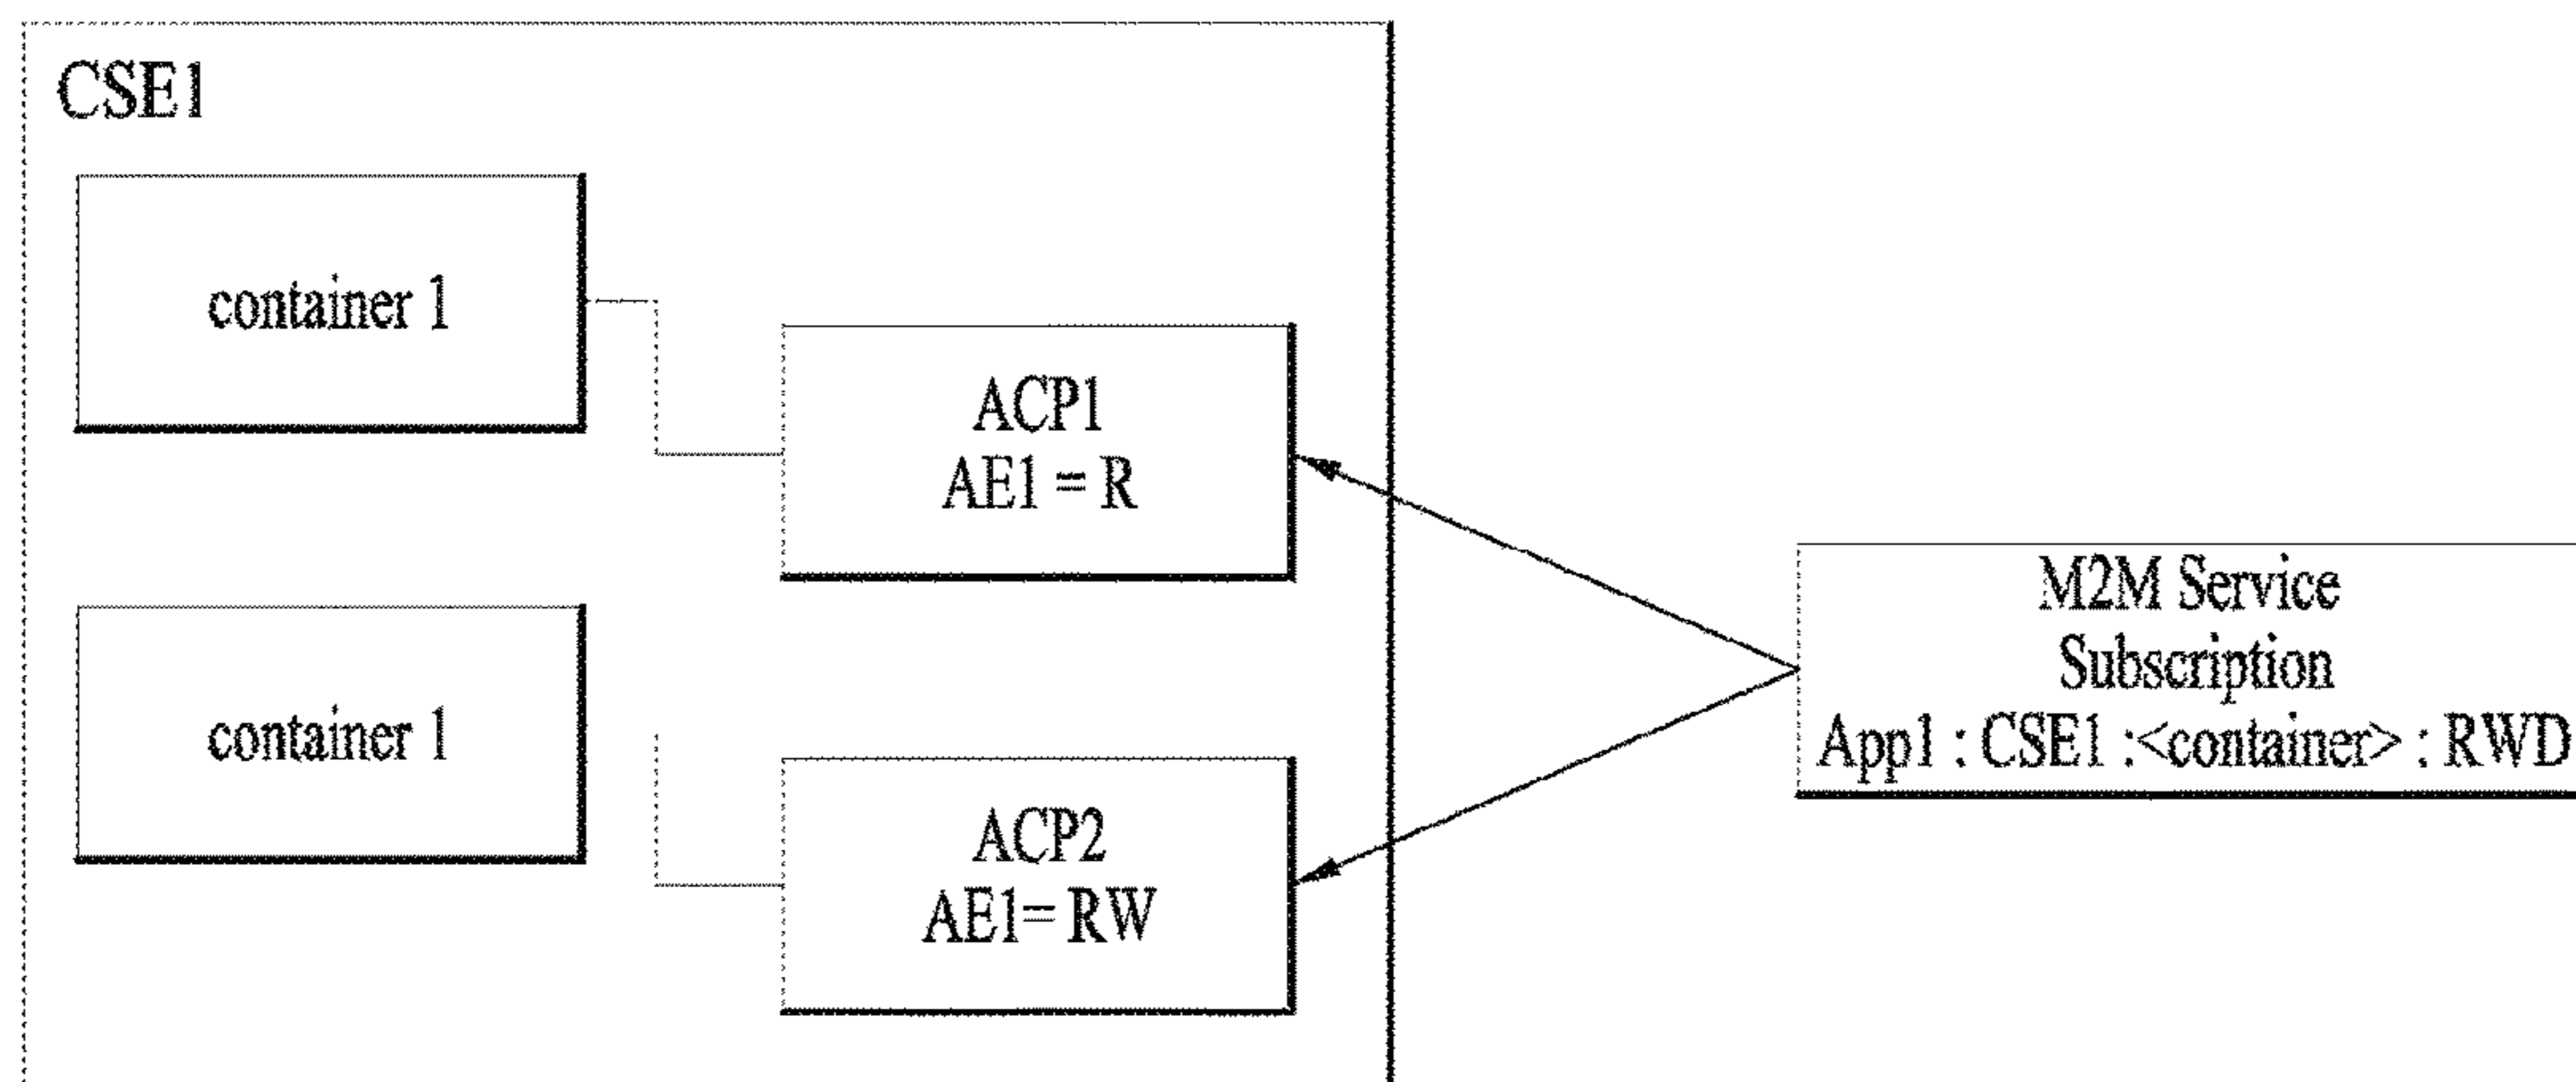 CSE1
container 1
ACP1
AE1 = R
container 1
ACP2
AE1= RW
M2M Service
Subscription
App1 : CSE1 :<container> : RWD